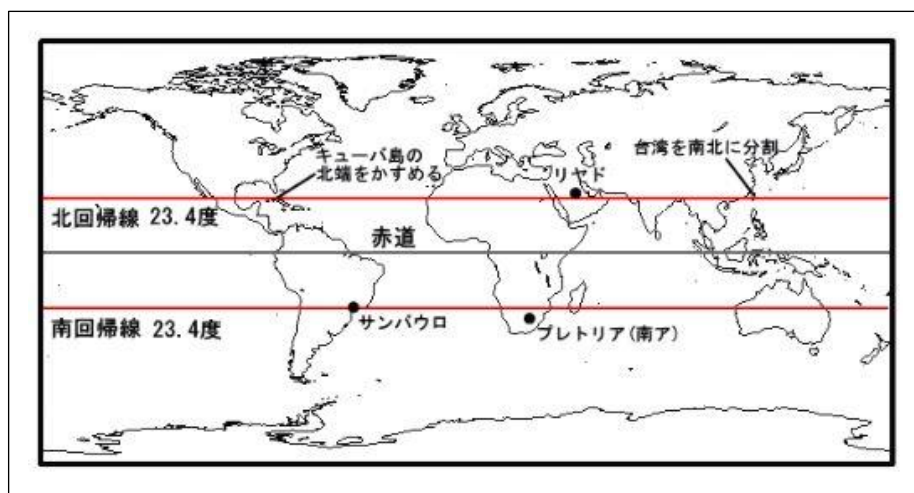 キューバ島の
北端をかすめる
台湾を南北に分割
リヤド
北回帰線 23.4度
赤道
サンパウロ
南回帰線 23.4度
プレトリア(南ア)